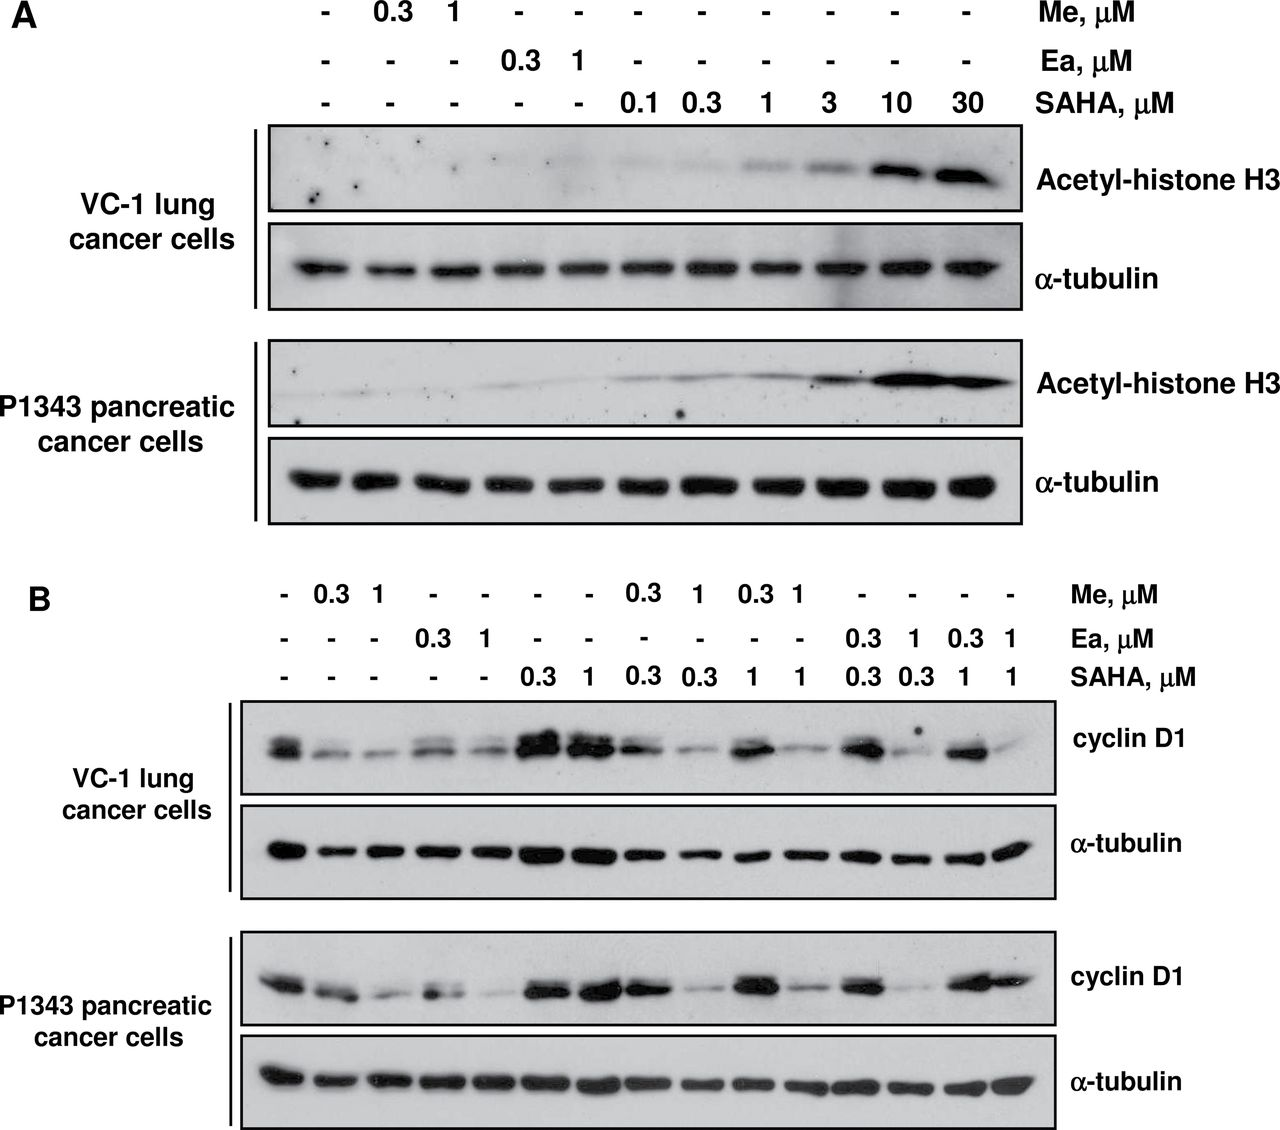 A
- 0.3 1 - - - - - - - - Me, μM
- - - 0.3 1 - - - - - - Ea, μM
- - - - - 0.1 0.3 1 3 10 30 SAHA, μM
VC-1 lung
cancer cells
Acetyl-histone H3
α-tubulin
P1343 pancreatic
cancer cells
Acetyl-histone H3
α-tubulin
B
- 0.3 1 - - - - 0.3 1 0.3 1 - - - - Me, μM
- - - 0.3 1 - - - - - - 0.3 1 0.3 1 Ea, μM
- - - - - 0.3 1 0.3 0.3 1 1 0.3 0.3 1 1 SAHA, μM
VC-1 lung
cancer cells
cyclin D1
α-tubulin
P1343 pancreatic
cancer cells
cyclin D1
α-tubulin